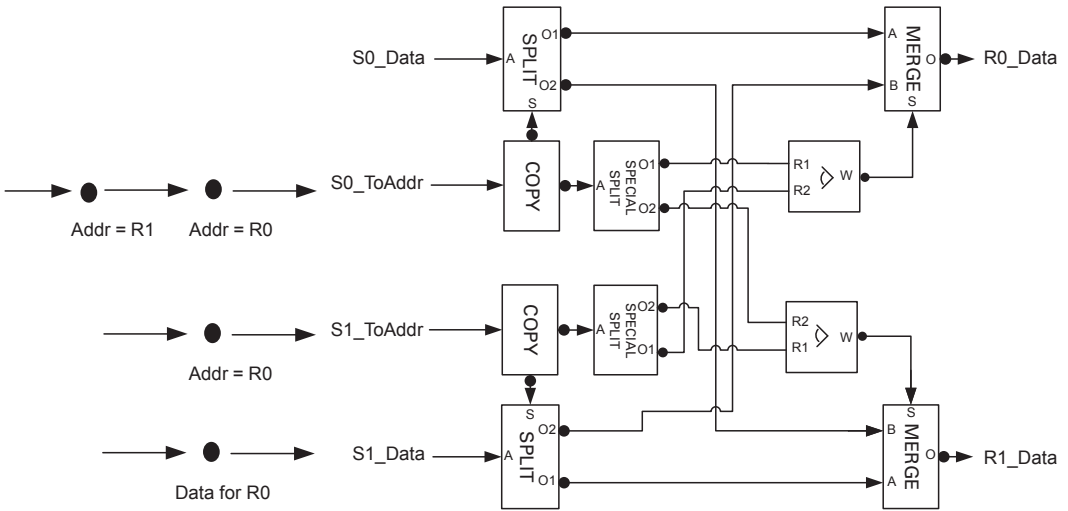 S0_Data
A
SPLIT
O1
O2
S
A
B
MERGE
O
S
R0_Data
S0_ToAddr
COPY
A
SPECIAL
SPLIT
O1
O2
R1
R2
W
Addr = R1
Addr = R0
S1_ToAddr
COPY
A
SPECIAL
SPLIT
O2
O1
R2
R1
W
Addr = R0
S1_Data
S
A
SPLIT
O2
O1
S
B
A
MERGE
O
R1_Data
Data for R0